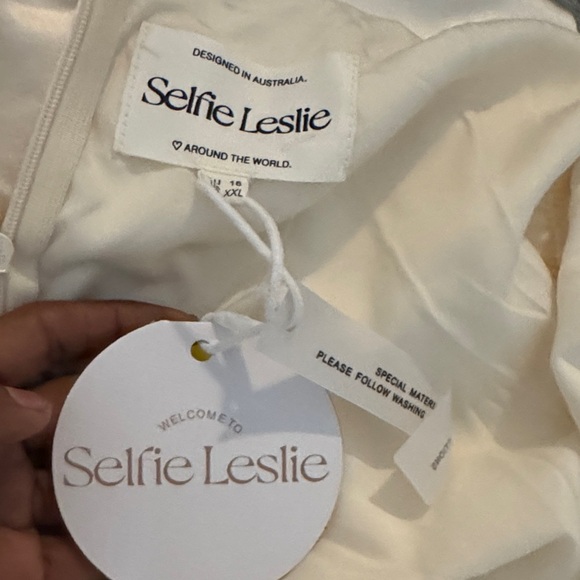 DESIGNED IN AUSTRALIA.
Selfie Leslie
♡ AROUND THE WORLD.
16
XXL
SPECIAL MATERI
PLEASE FOLLOW WASHING
WELCOME TO
Selfie Leslie